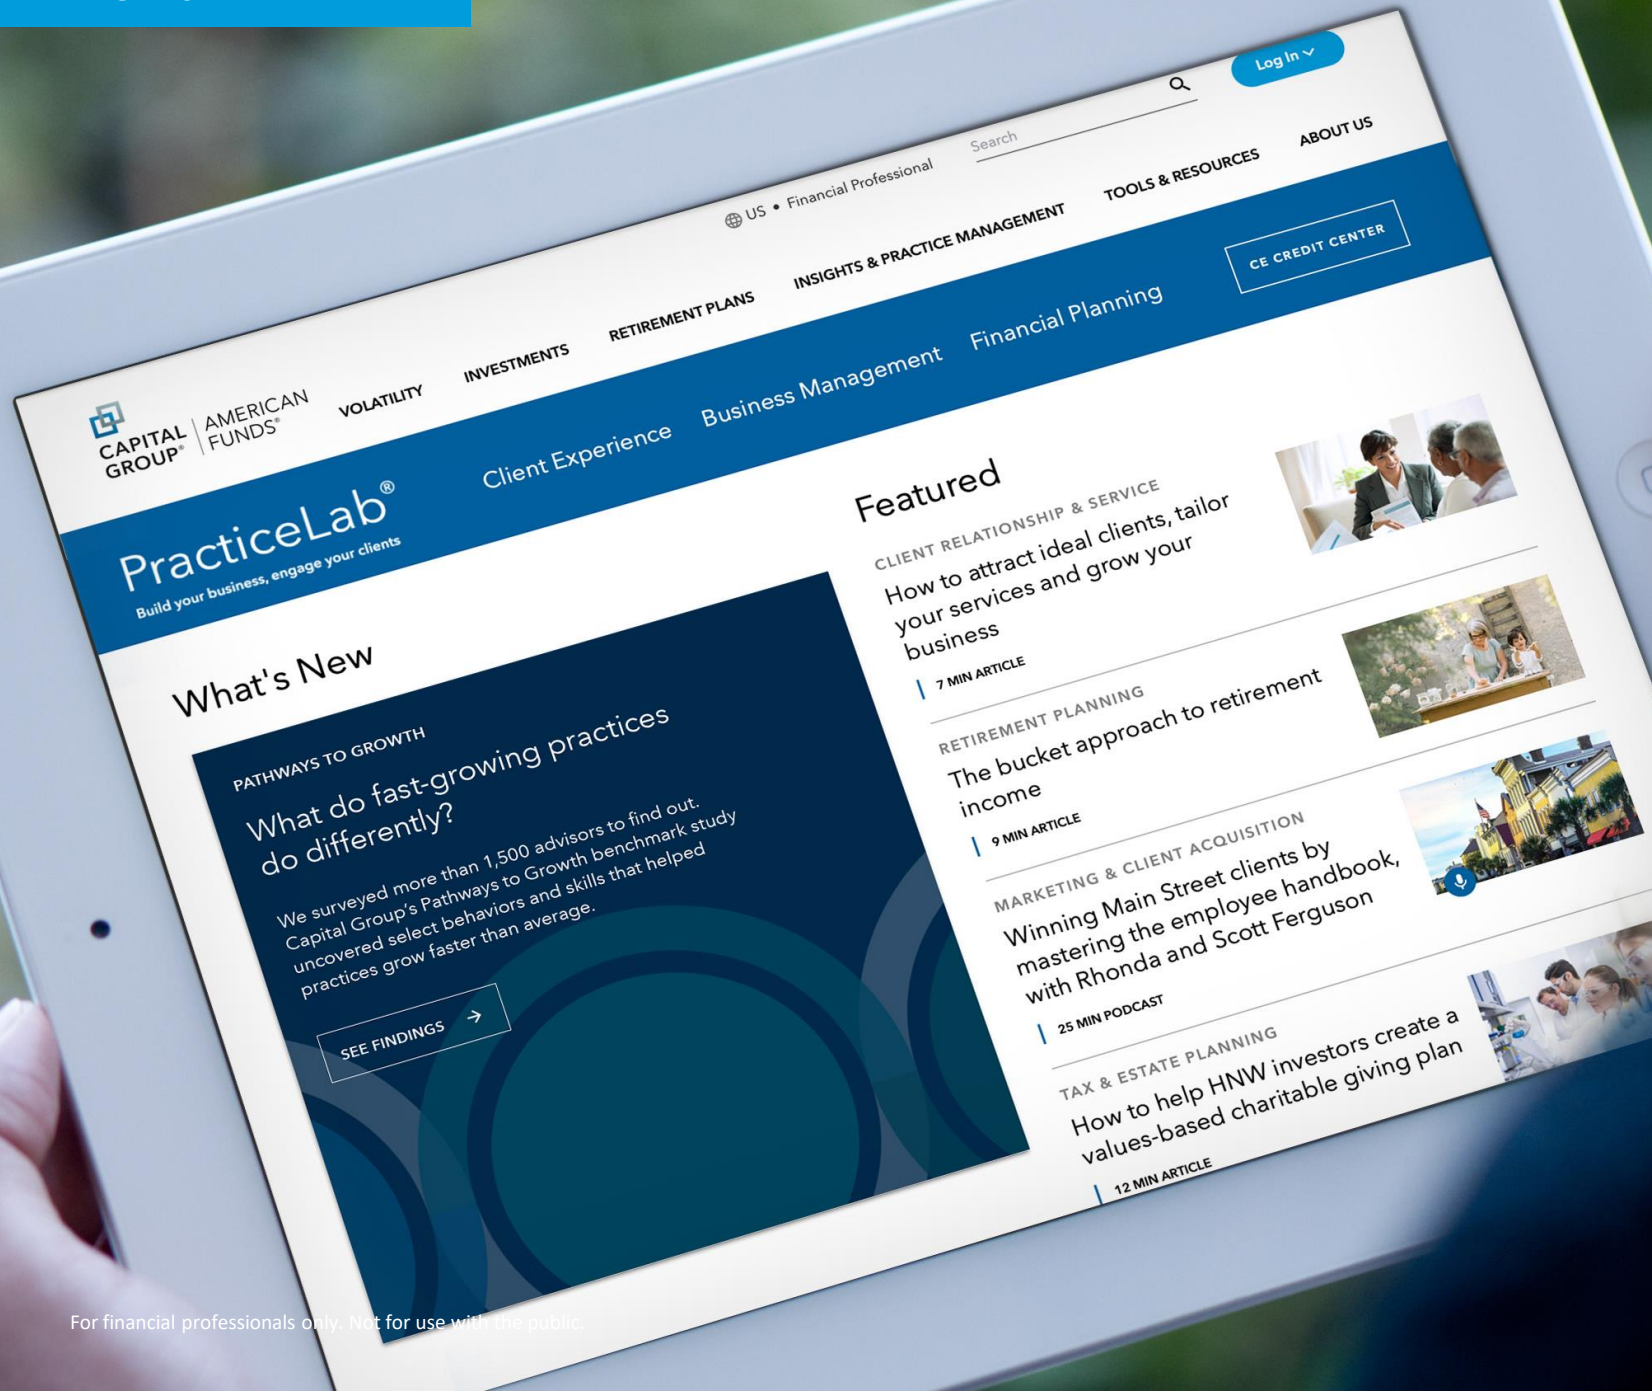 Log In
Search
US • Financial Professional
CAPITAL GROUP® | AMERICAN FUNDS®
VOLATILITY
INVESTMENTS
RETIREMENT PLANS
INSIGHTS & PRACTICE MANAGEMENT
TOOLS & RESOURCES
ABOUT US
PracticeLab®
Build your business, engage your clients
Client Experience
Business Management
Financial Planning
CE CREDIT CENTER
What's New
PATHWAYS TO GROWTH
What do fast-growing practices
do differently?
We surveyed more than 1,500 advisors to find out.
Capital Group's Pathways to Growth benchmark study
uncovered select behaviors and skills that helped
practices grow faster than average.
SEE FINDINGS →
Featured
CLIENT RELATIONSHIP & SERVICE
How to attract ideal clients, tailor
your services and grow your
business
7 MIN ARTICLE
RETIREMENT PLANNING
The bucket approach to retirement
income
9 MIN ARTICLE
MARKETING & CLIENT ACQUISITION
Winning Main Street clients by
mastering the employee handbook,
with Rhonda and Scott Ferguson
25 MIN PODCAST
TAX & ESTATE PLANNING
How to help HNW investors create a
values-based charitable giving plan
12 MIN ARTICLE
For financial professionals only. Not for use with the public.